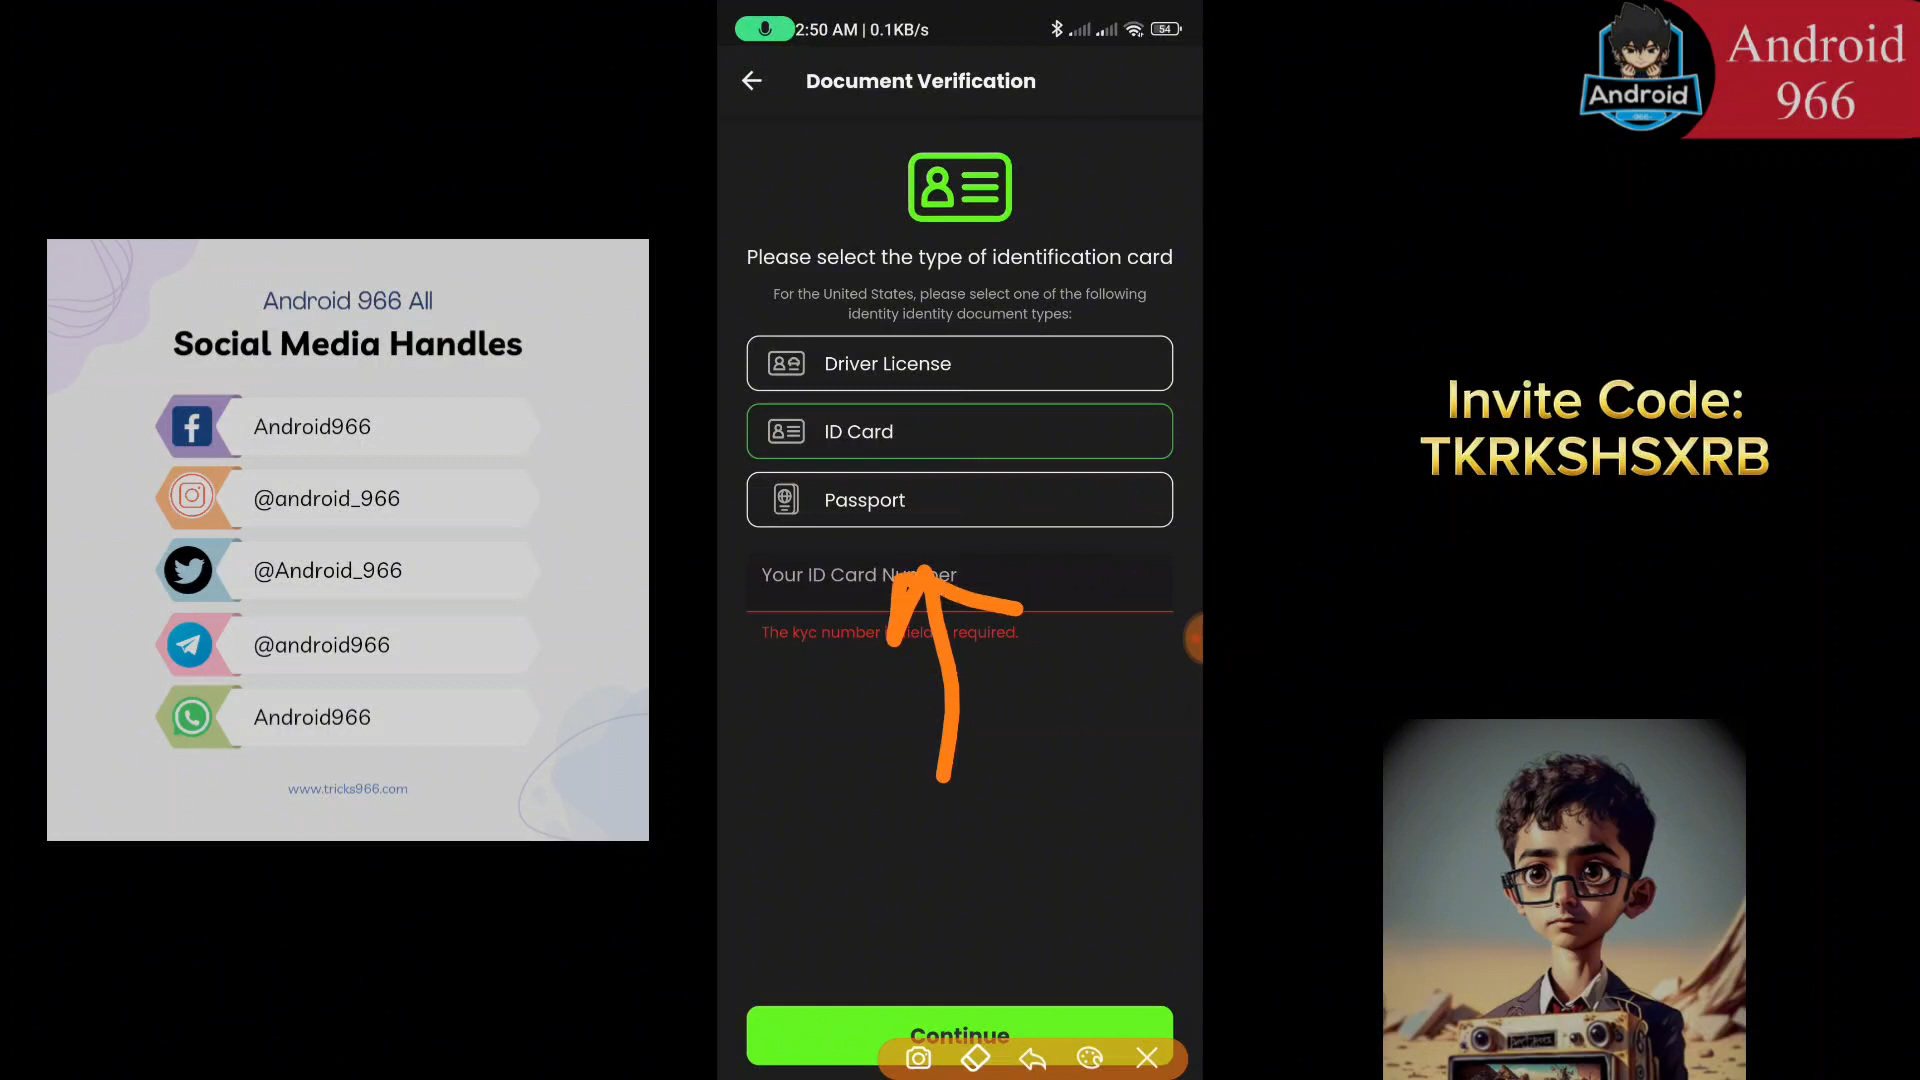 Android 966 All
Social Media Handles
Android966
@android_966
@Android_966
@android966
Android966
www.tricks966.com
2:50 AM | 0.1KB/s
54
Document Verification
Please select the type of identification card
For the United States, please select one of the following
identity identity document types:
Driver License
ID Card
Passport
Your ID Card Number
The kyc number field required.
Continue
Android
Android
966
Invite Code:
TKRKSHSXRB